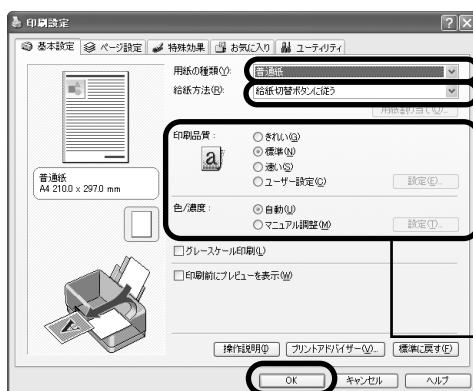 印刷設定
基本設定 ページ設定 特殊効果 お気に入り ユーティリティ
用紙の種類(Y): 普通紙
給紙方法(R): 給紙切替ボタンに従う
用紙割り当て(O)...
印刷品質:
きれい(G)
標準(N)
速い(S)
ユーザー設定(C) 設定(E)...
普通紙
A4 210.0 x 297.0 mm
色/濃度:
自動(U)
マニュアル調整(M) 設定(T)...
グレースケール印刷(L)
印刷前にプレビューを表示(W)
操作説明(I) プリントアドバイザー(V)... 標準に戻す(F)
OK キャンセル ヘルプ